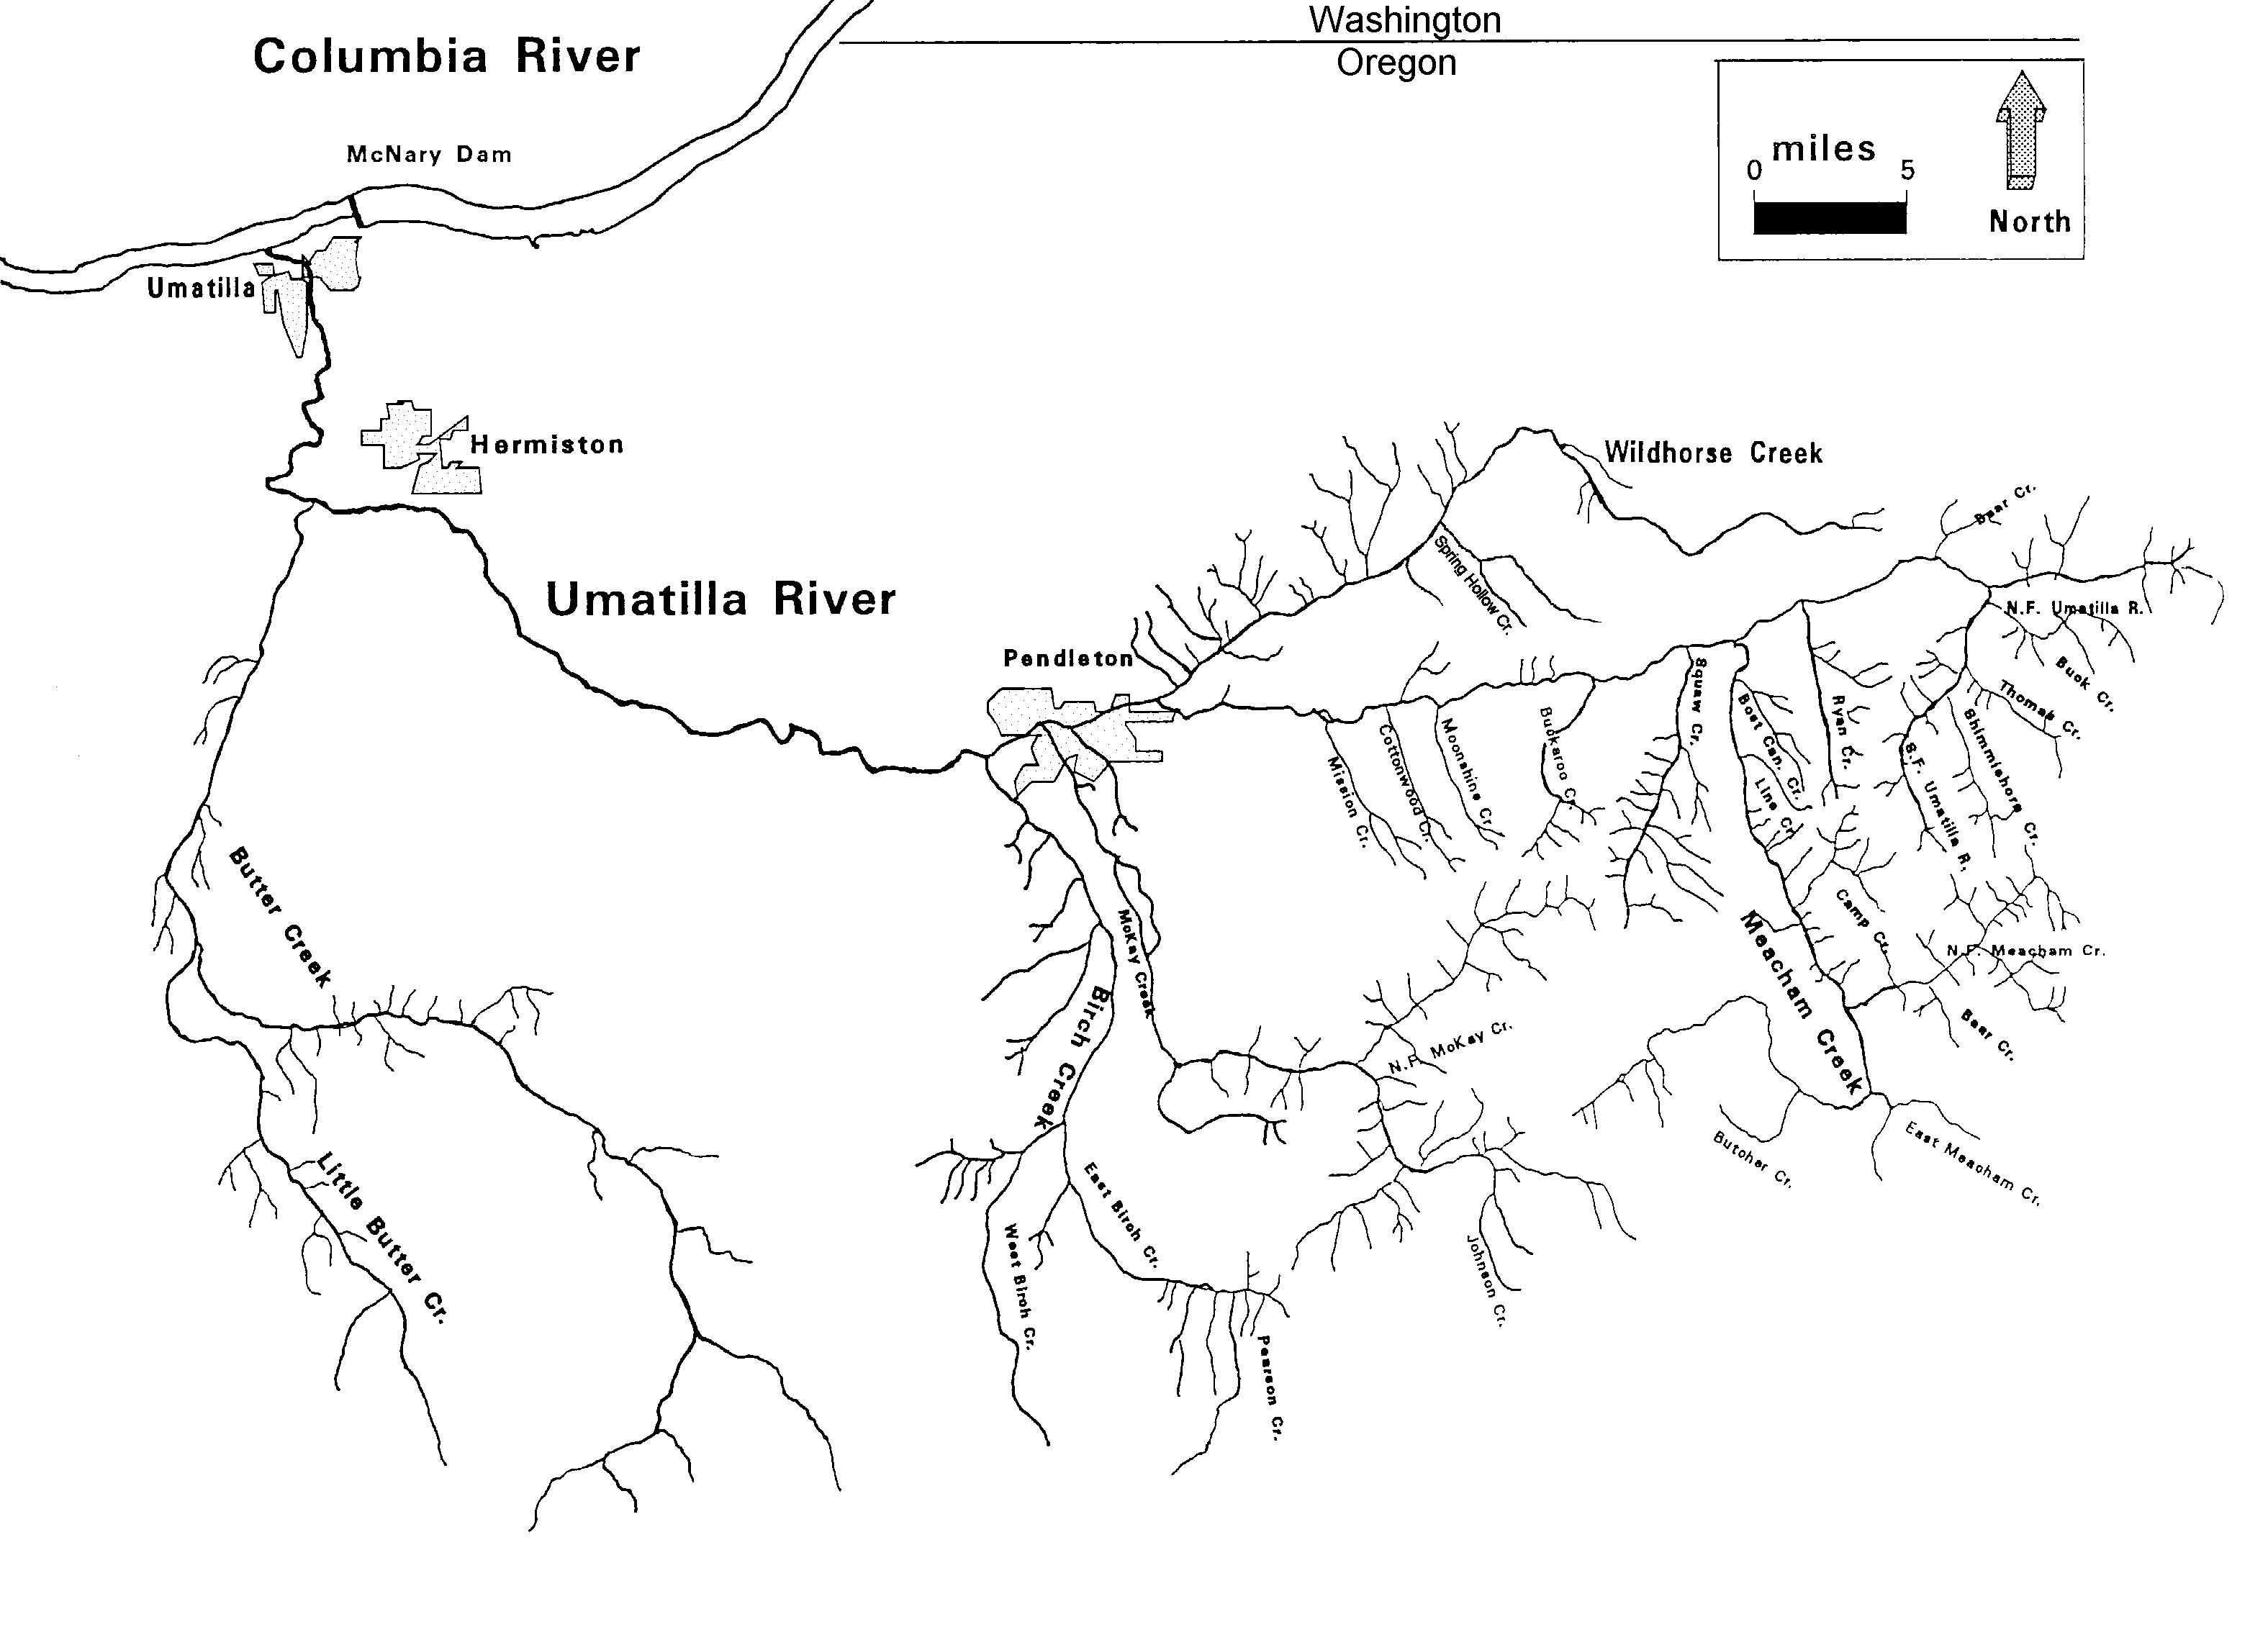 Washington
Oregon
Columbia River
McNary Dam
miles
0 5
North
Umatilla
Hermiston
Wildhorse Creek
Bear Cr.
Spring Hollow Cr.
Umatilla River
N.F. Umatilla R.
Pendleton
Buck Cr.
Thomas Cr.
Squaw Cr.
Bost Can. Cr.
Ryan Cr.
Shimmihorn Cr.
S.F. Umatilla R.
Buckaroo Cr.
Moonshine Cr.
Cottonwood Cr.
Mission Cr.
Line Cr.
Butter Creek
Camp Cr.
McKay Creek
Meacham Creek
N.F. Meacham Cr.
Birch Creek
Bear Cr.
N.F. McKay Cr.
Butcher Cr.
East Meacham Cr.
Little Butter Cr.
East Birch Cr.
West Birch Cr.
Johnson Cr.
Pearson Cr.